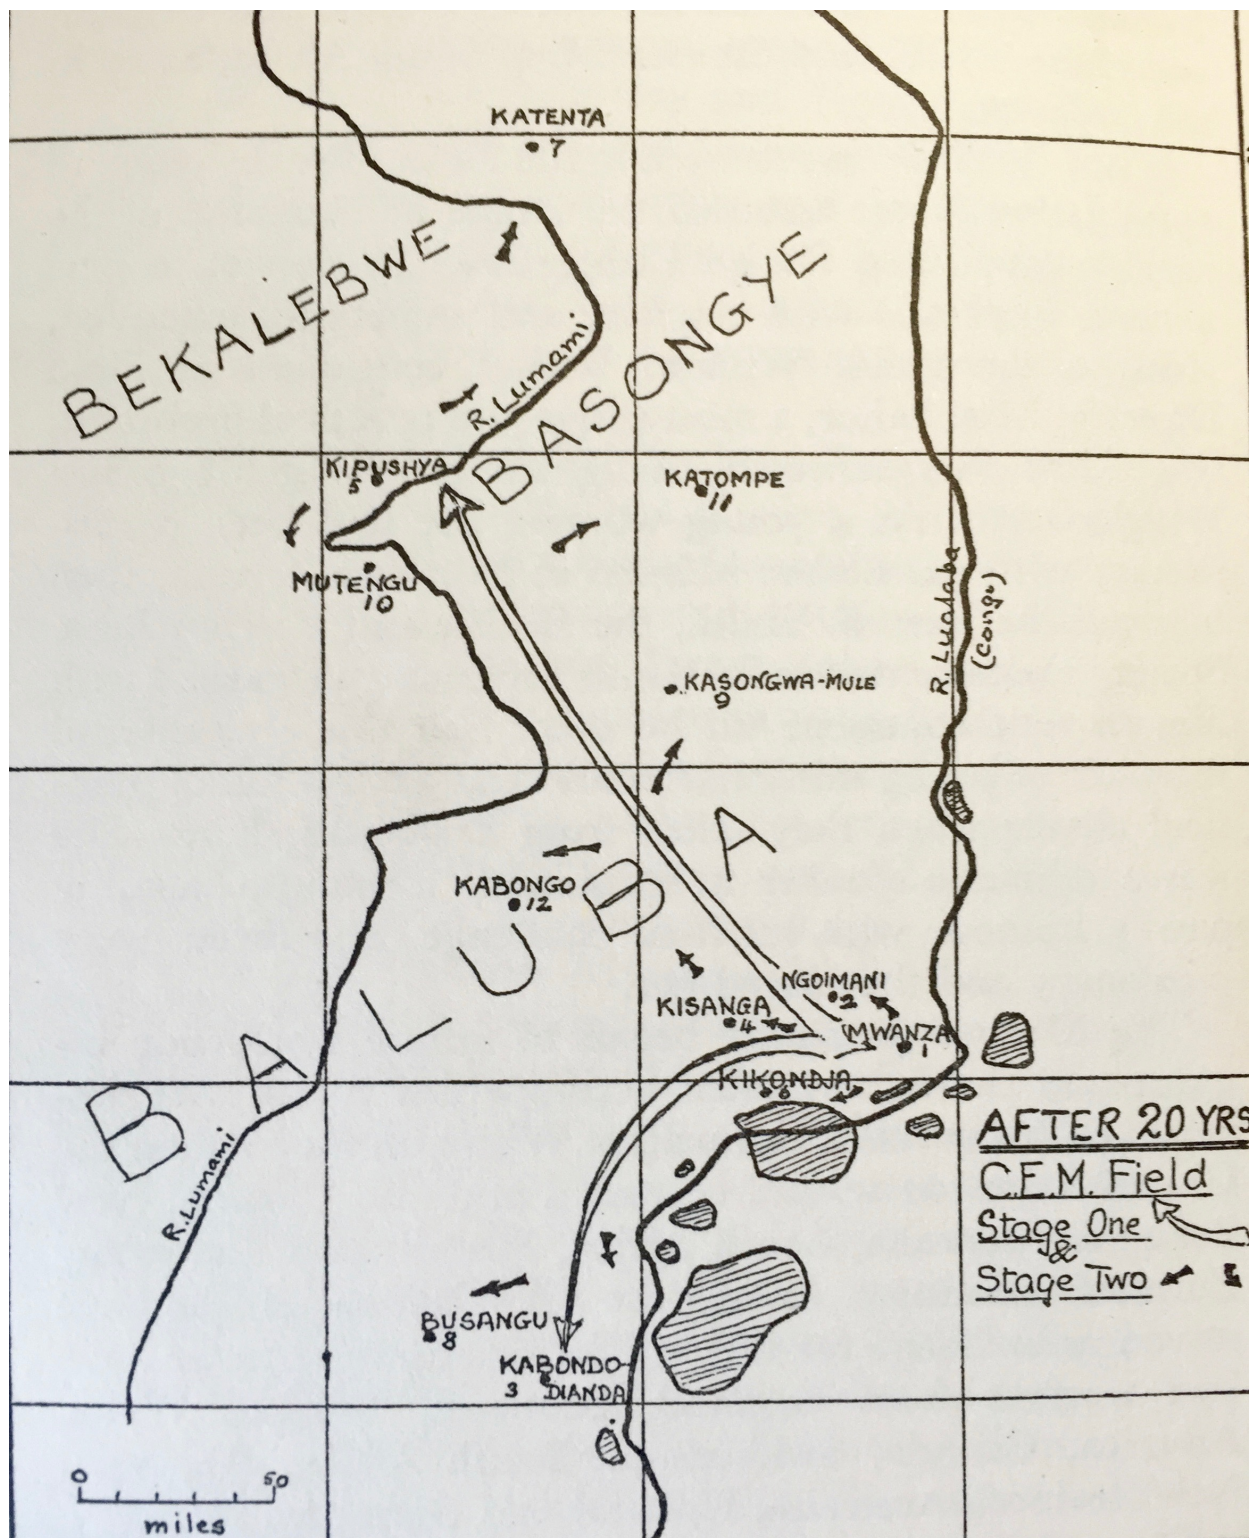 KATENTA
7
BEKALEBWE
BASONGYE
R. Lumami
KIPUSHYA
5
KATOMPE
11
MUTENGU
10
R. Lualaba
(Congo)
KASONGWA-MULE
9
KABONGO
12
BALUBA
NGOIMANI
2
KISANGA
4
MWANZA
1
KIKONDJA
6
R. Lumami
AFTER 20 YRS
C.E.M. Field
Stage One
&
Stage Two
BUSANGU
8
KABONDO-
3 DIANDA
0 50
miles